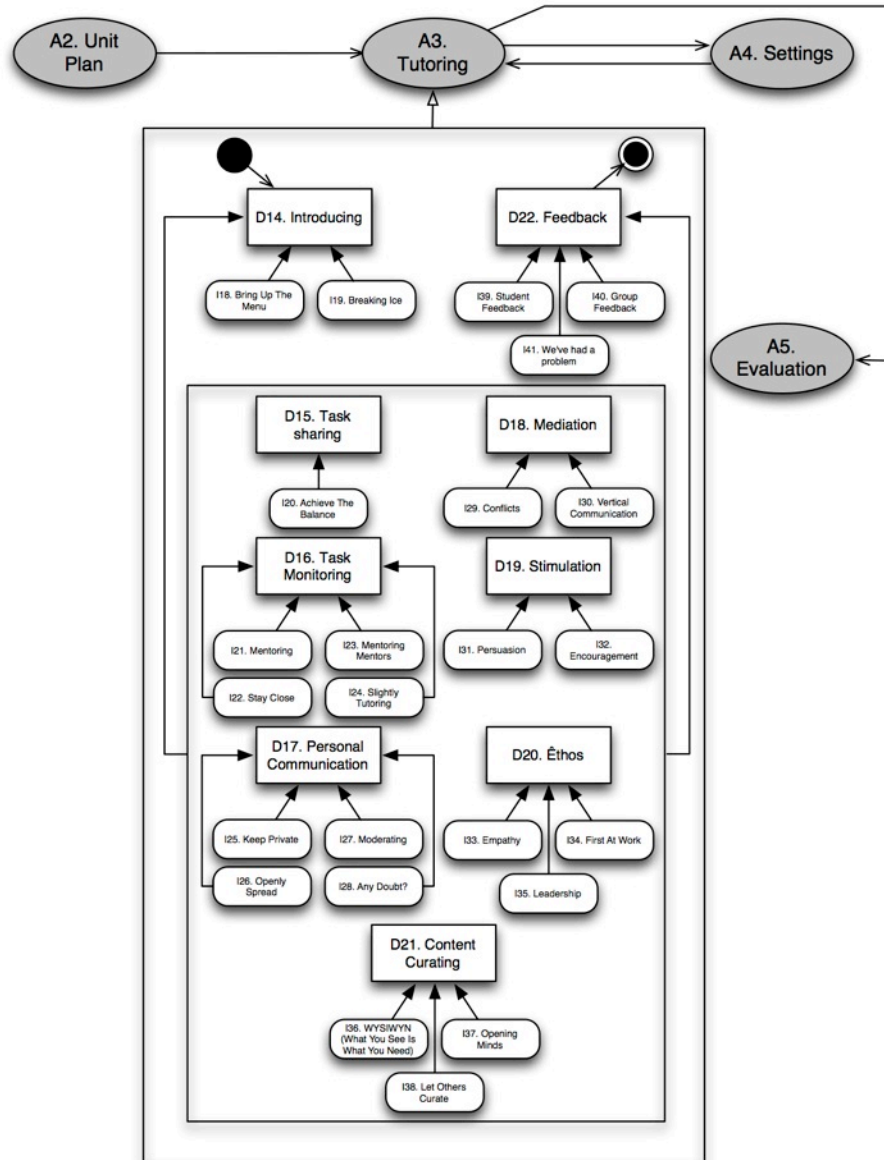 A2. Unit
Plan
A3.
Tutoring
A4. Settings
D14. Introducing
D22. Feedback
I18. Bring Up The
Menu
I19. Breaking Ice
I39. Student
Feedback
I40. Group
Feedback
I41. We've had a
problem
A5.
Evaluation
D15. Task
sharing
D18. Mediation
I20. Achieve The
Balance
I29. Conflicts
I30. Vertical
Communication
D16. Task
Monitoring
D19. Stimulation
I21. Mentoring
I23. Mentoring
Mentors
I31. Persuasion
I32.
Encouragement
I22. Stay Close
I24. Slightly
Tutoring
D17. Personal
Communication
D20. Êthos
I25. Keep Private
I27. Moderating
I33. Empathy
I34. First At Work
I26. Openly
Spread
I28. Any Doubt?
I35. Leadership
D21. Content
Curating
I36. WYSIWYN
(What You See Is
What You Need)
I37. Opening
Minds
I38. Let Others
Curate